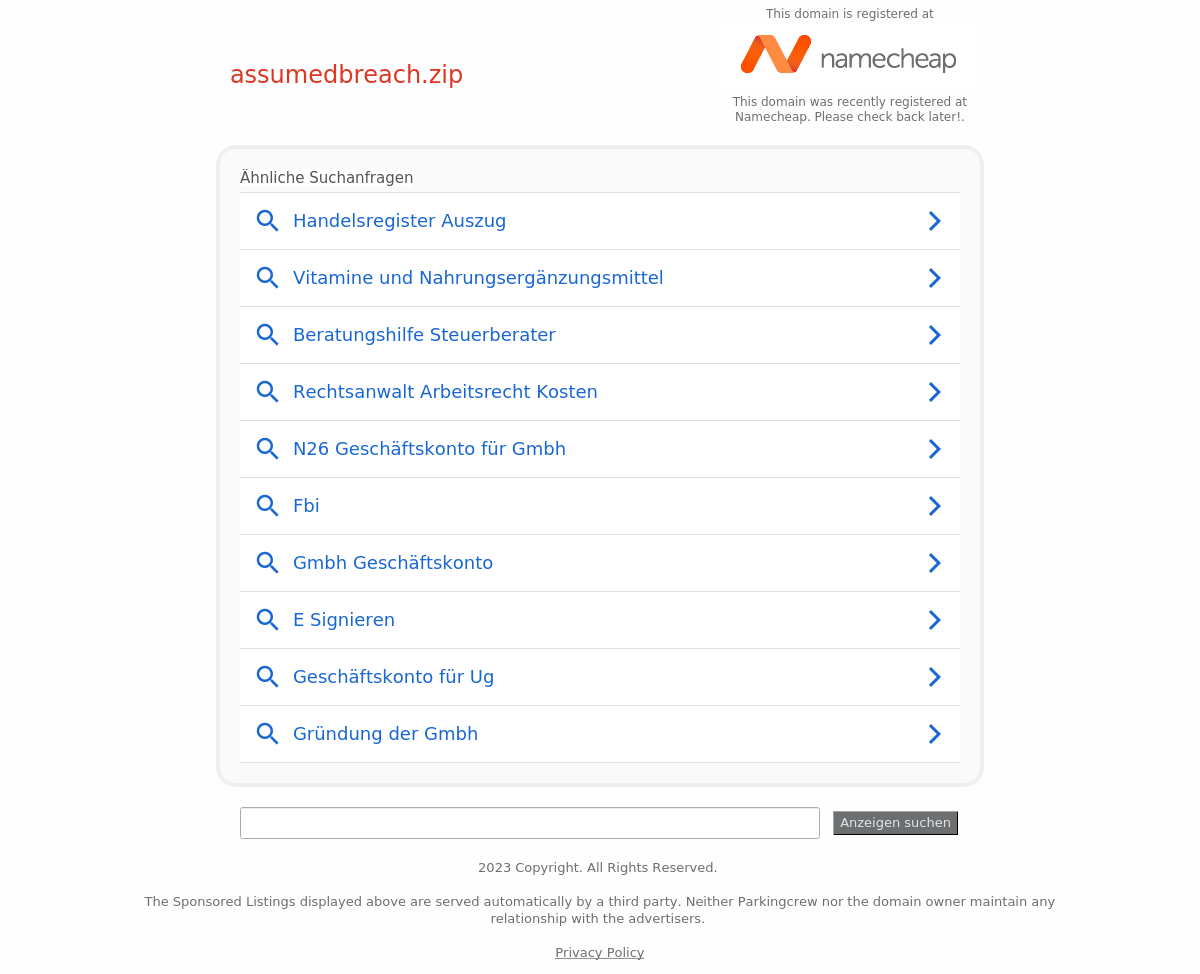 This domain is registered at
namecheap
assumedbreach.zip
This domain was recently registered at
Namecheap. Please check back later!.
Ähnliche Suchanfragen
Handelsregister Auszug
Vitamine und Nahrungsergänzungsmittel
Beratungshilfe Steuerberater
Rechtsanwalt Arbeitsrecht Kosten
N26 Geschäftskonto für Gmbh
Fbi
Gmbh Geschäftskonto
E Signieren
Geschäftskonto für Ug
Gründung der Gmbh
Anzeigen suchen
2023 Copyright. All Rights Reserved.
The Sponsored Listings displayed above are served automatically by a third party. Neither Parkingcrew nor the domain owner maintain any
relationship with the advertisers.
Privacy Policy